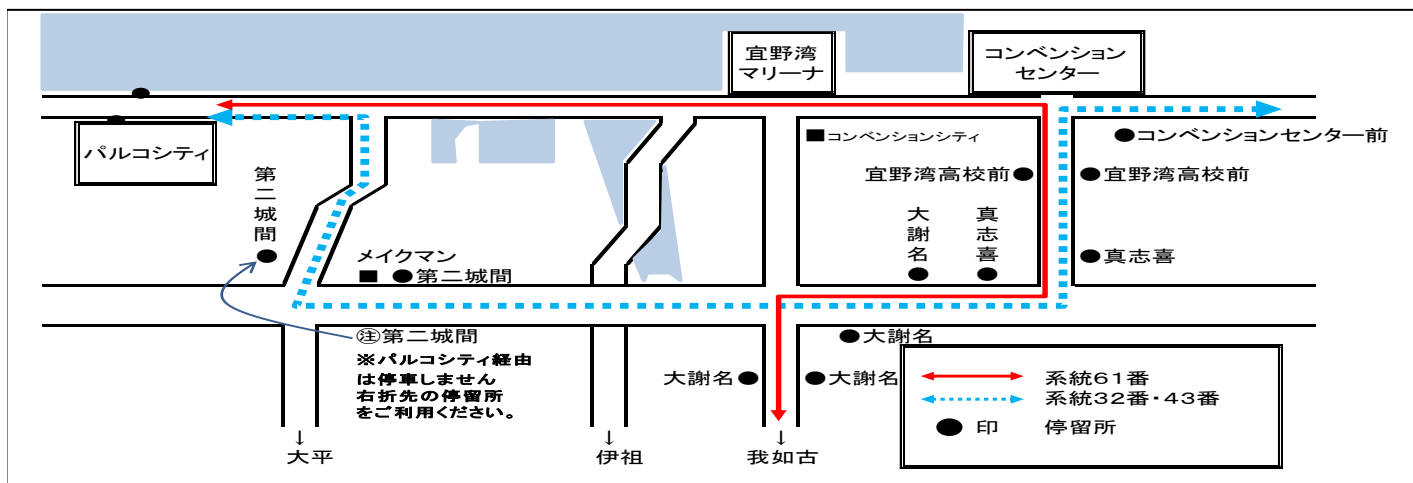 宜野湾
マリーナ
コンベンション
センター
パルコシティ
■コンベンションシティ
●コンベンションセンター前
宜野湾高校前●
●宜野湾高校前
第二城間
大謝名
真志喜
●真志喜
メイクマン
■ ●第二城間
㊟第二城間
※パルコシティ経由
は停車しません
右折先の停留所
をご利用ください。
●大謝名
大謝名●
●大謝名
系統61番
系統32番・43番
● 印 停留所
↓
大平
↓
伊祖
↓
我如古